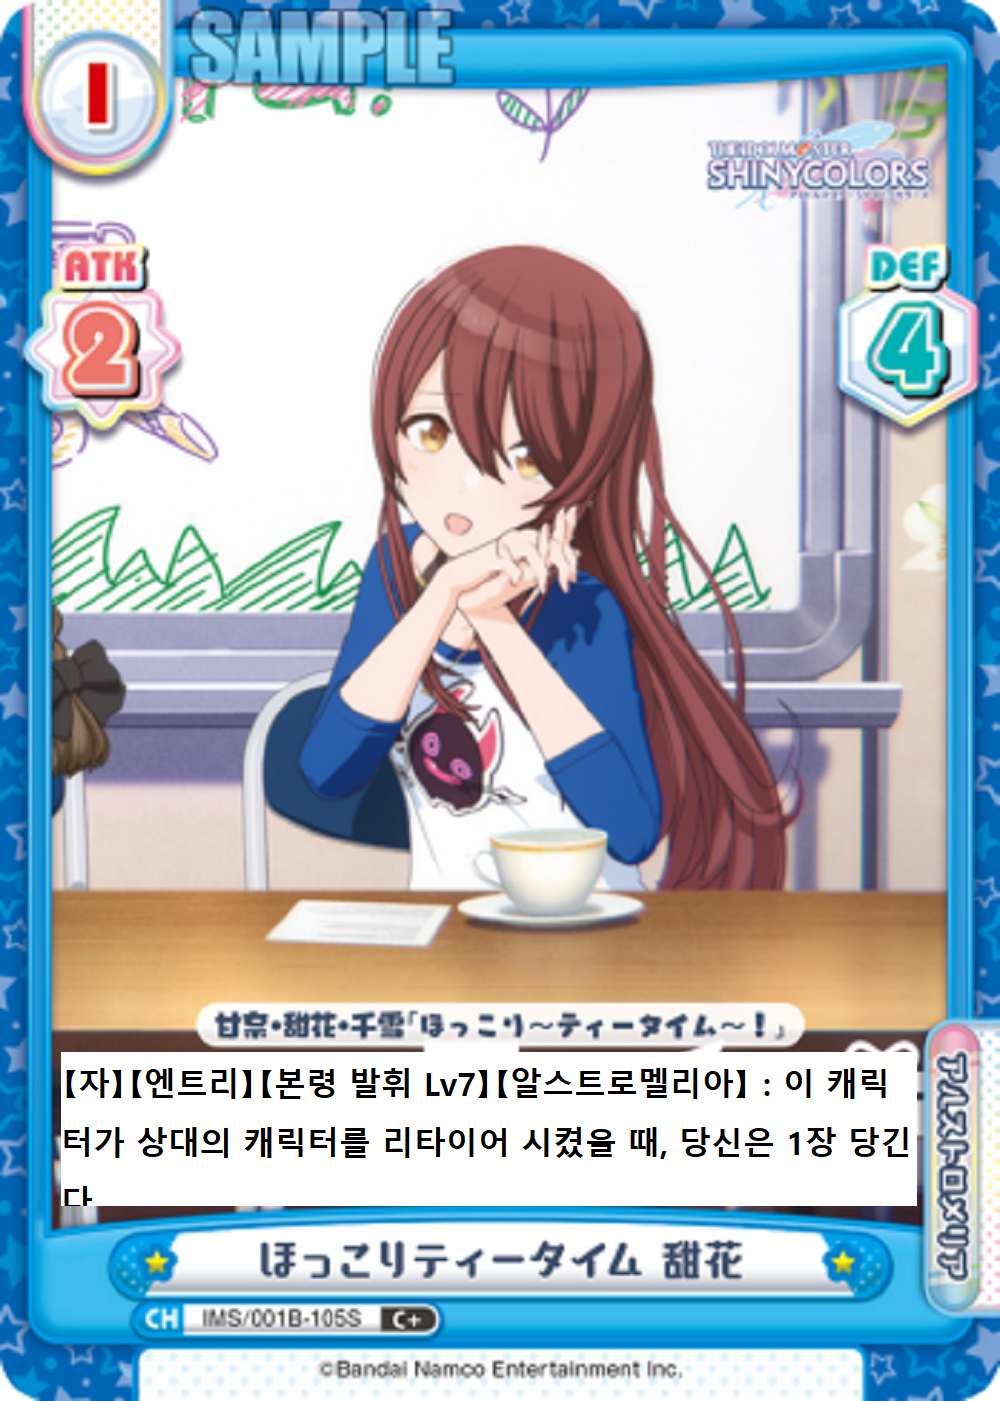 SAMPLE
1
THE IDOLM@STER
SHINYCOLORS
ATK
2
DEF
4
甘奈・甜花・千雪「ほっこり～ティータイム～！」
【자】【엔트리】【본령 발휘 Lv7】【알스트로멜리아】 : 이 캐릭
터가 상대의 캐릭터를 리타이어 시켰을 때, 당신은 1장 당긴
다
アルストロメリア
ほっこりティータイム 甜花
CH IMS/001B-105S C+
©Bandai Namco Entertainment Inc.